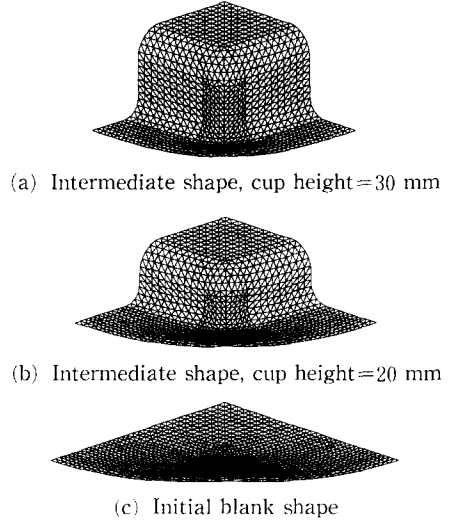 (a) Intermediate shape, cup height=30 mm
(b) Intermediate shape, cup height=20 mm
(c) Initial blank shape